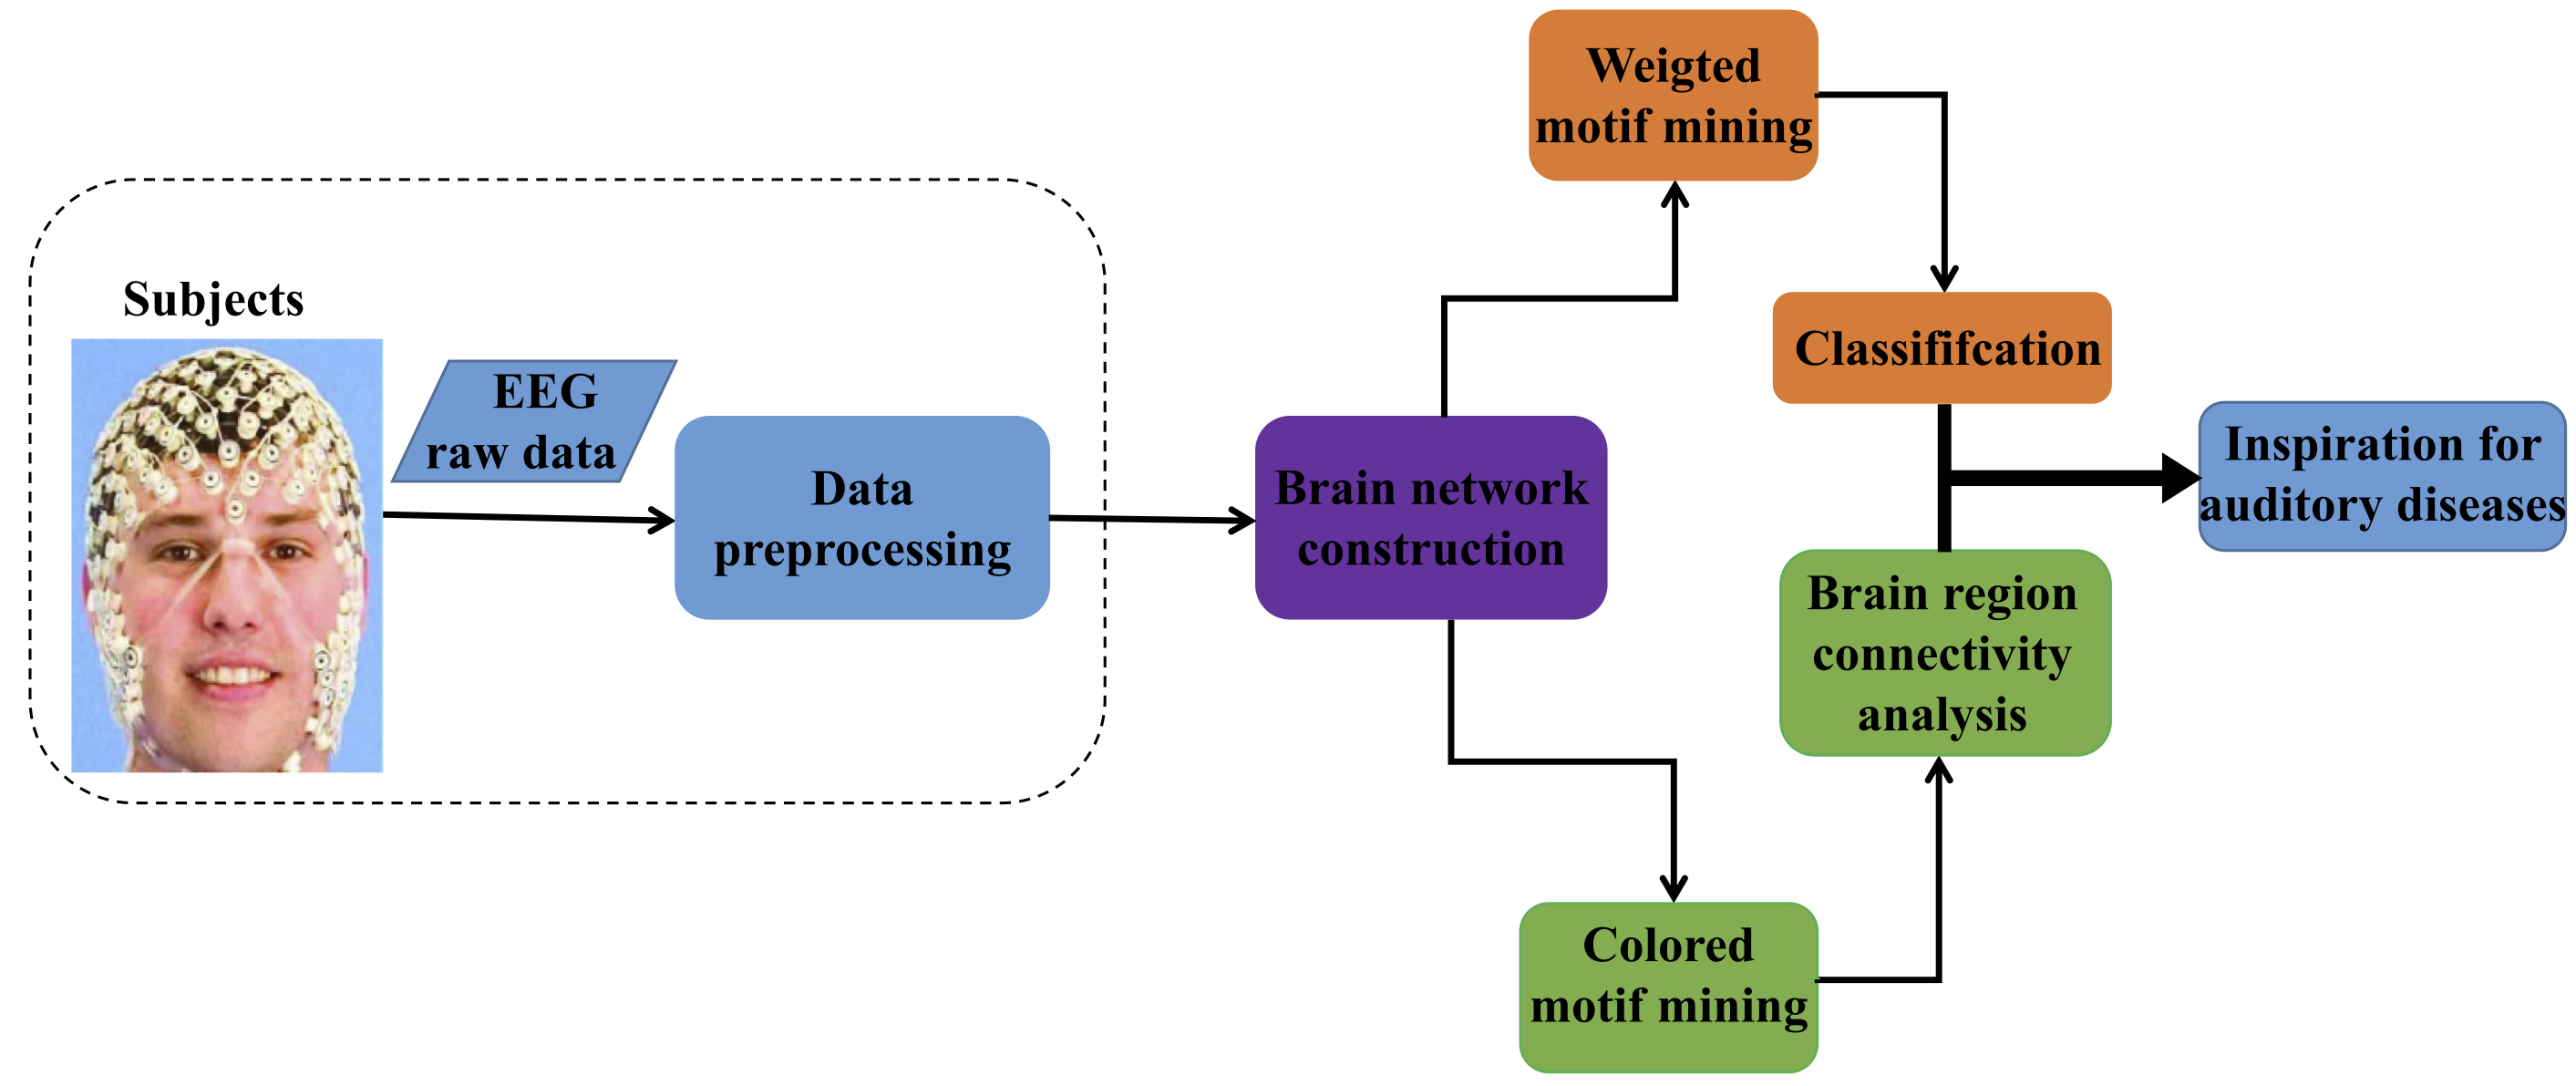 Subjects
EEG
raw data
Data
preprocessing
Brain network
construction
Weigted
motif mining
Classififcation
Brain region
connectivity
analysis
Colored
motif mining
Inspiration for
auditory diseases